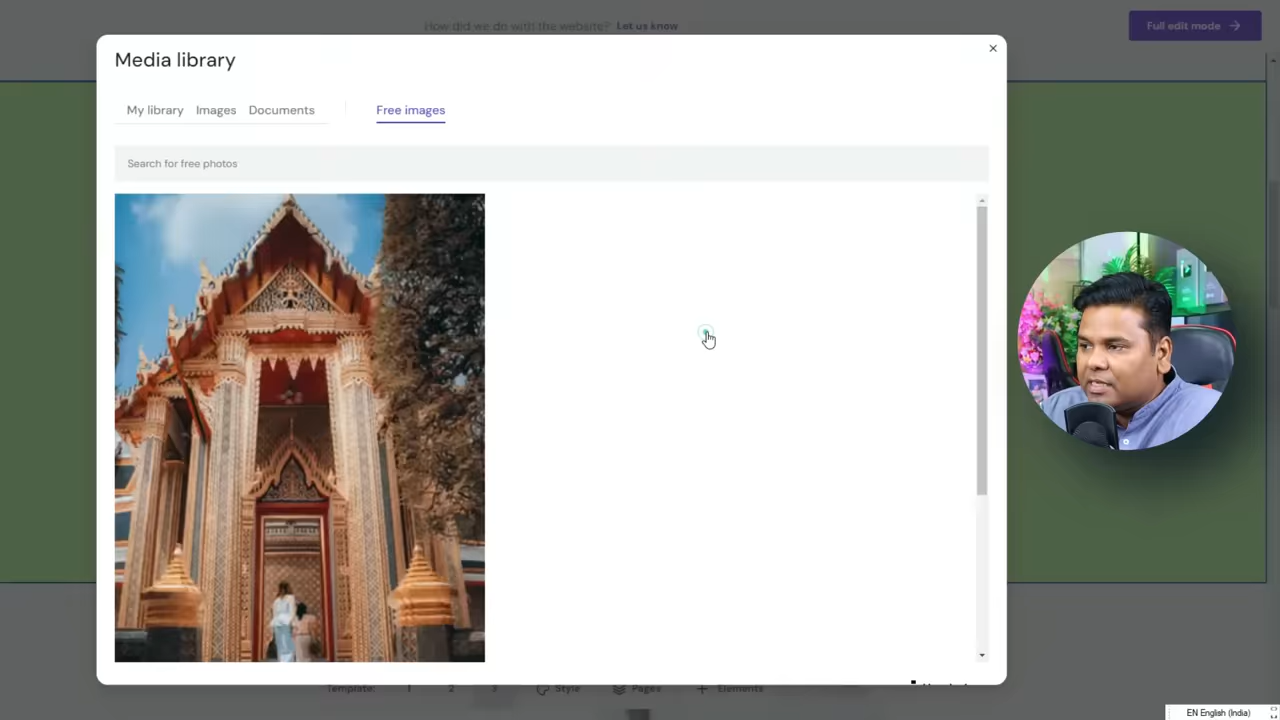 How did we do with the website? Let us know
Full edit mode →
Media library
×
My library Images Documents Free images
Search for free photos
Template: 1 2 3 Style Pages + Elements
EN English (India)